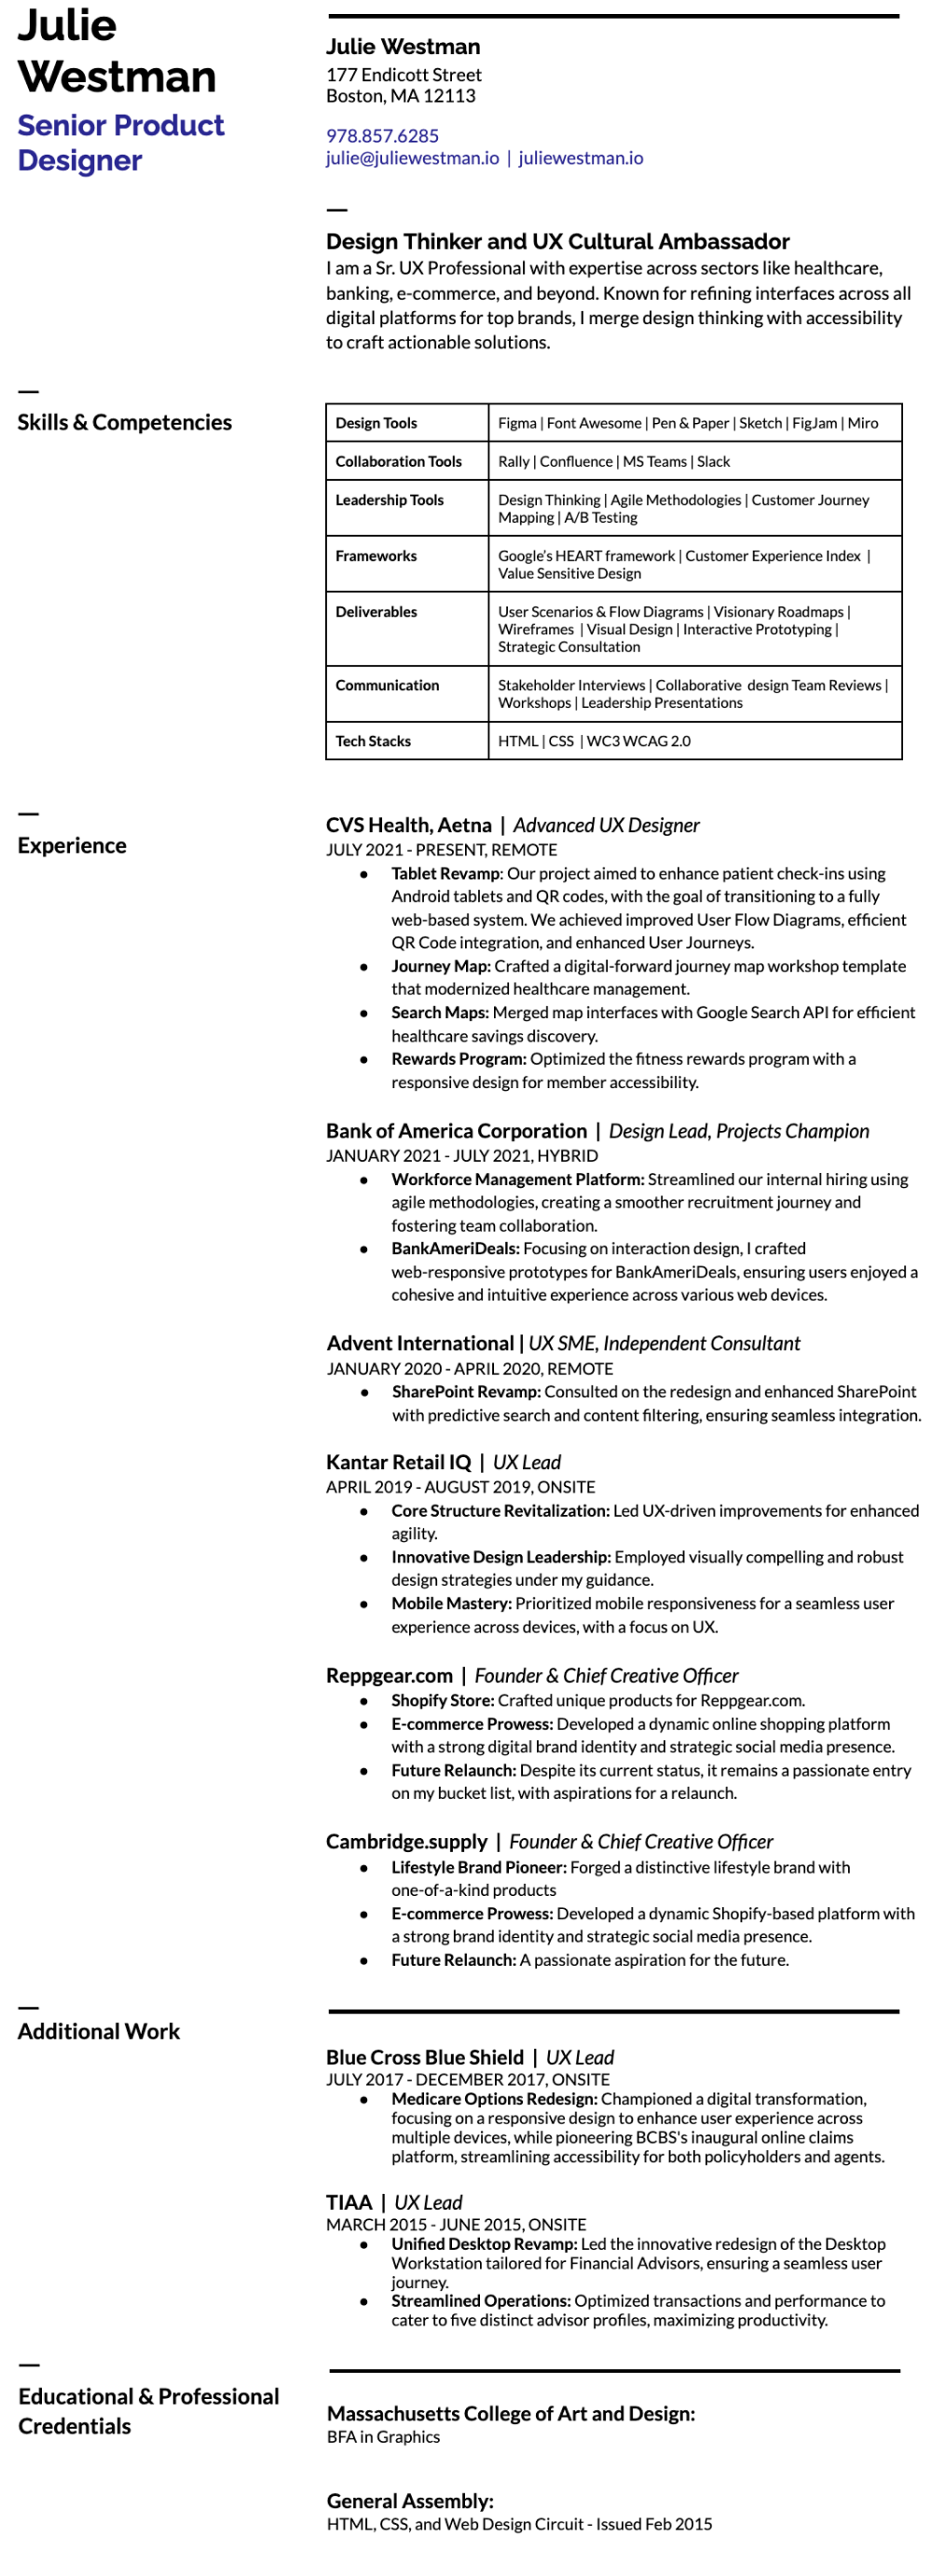 Julie
Westman
Senior Product
Designer
Julie Westman
177 Endicott Street
Boston, MA 12113
978.857.6285
julie@juliewestman.io | juliewestman.io
—
Design Thinker and UX Cultural Ambassador
I am a Sr. UX Professional with expertise across sectors like healthcare,
banking, e-commerce, and beyond. Known for refining interfaces across all
digital platforms for top brands, I merge design thinking with accessibility
to craft actionable solutions.
—
Skills & Competencies
Design Tools
Figma | Font Awesome | Pen & Paper | Sketch | FigJam | Miro
Collaboration Tools
Rally | Confluence | MS Teams | Slack
Leadership Tools
Design Thinking | Agile Methodologies | Customer Journey
Mapping | A/B Testing
Frameworks
Google's HEART framework | Customer Experience Index |
Value Sensitive Design
Deliverables
User Scenarios & Flow Diagrams | Visionary Roadmaps |
Wireframes | Visual Design | Interactive Prototyping |
Strategic Consultation
Communication
Stakeholder Interviews | Collaborative design Team Reviews |
Workshops | Leadership Presentations
Tech Stacks
HTML | CSS | WC3 WCAG 2.0
—
Experience
CVS Health, Aetna | Advanced UX Designer
JULY 2021 - PRESENT, REMOTE
● Tablet Revamp: Our project aimed to enhance patient check-ins using
Android tablets and QR codes, with the goal of transitioning to a fully
web-based system. We achieved improved User Flow Diagrams, efficient
QR Code integration, and enhanced User Journeys.
● Journey Map: Crafted a digital-forward journey map workshop template
that modernized healthcare management.
● Search Maps: Merged map interfaces with Google Search API for efficient
healthcare savings discovery.
● Rewards Program: Optimized the fitness rewards program with a
responsive design for member accessibility.
Bank of America Corporation | Design Lead, Projects Champion
JANUARY 2021 - JULY 2021, HYBRID
● Workforce Management Platform: Streamlined our internal hiring using
agile methodologies, creating a smoother recruitment journey and
fostering team collaboration.
● BankAmeriDeals: Focusing on interaction design, I crafted
web-responsive prototypes for BankAmeriDeals, ensuring users enjoyed a
cohesive and intuitive experience across various web devices.
Advent International | UX SME, Independent Consultant
JANUARY 2020 - APRIL 2020, REMOTE
● SharePoint Revamp: Consulted on the redesign and enhanced SharePoint
with predictive search and content filtering, ensuring seamless integration.
Kantar Retail IQ | UX Lead
APRIL 2019 - AUGUST 2019, ONSITE
● Core Structure Revitalization: Led UX-driven improvements for enhanced
agility.
● Innovative Design Leadership: Employed visually compelling and robust
design strategies under my guidance.
● Mobile Mastery: Prioritized mobile responsiveness for a seamless user
experience across devices, with a focus on UX.
Reppgear.com | Founder & Chief Creative Officer
● Shopify Store: Crafted unique products for Reppgear.com.
● E-commerce Prowess: Developed a dynamic online shopping platform
with a strong digital brand identity and strategic social media presence.
● Future Relaunch: Despite its current status, it remains a passionate entry
on my bucket list, with aspirations for a relaunch.
Cambridge.supply | Founder & Chief Creative Officer
● Lifestyle Brand Pioneer: Forged a distinctive lifestyle brand with
one-of-a-kind products
● E-commerce Prowess: Developed a dynamic Shopify-based platform with
a strong brand identity and strategic social media presence.
● Future Relaunch: A passionate aspiration for the future.
—
Additional Work
Blue Cross Blue Shield | UX Lead
JULY 2017 - DECEMBER 2017, ONSITE
● Medicare Options Redesign: Championed a digital transformation,
focusing on a responsive design to enhance user experience across
multiple devices, while pioneering BCBS's inaugural online claims
platform, streamlining accessibility for both policyholders and agents.
TIAA | UX Lead
MARCH 2015 - JUNE 2015, ONSITE
● Unified Desktop Revamp: Led the innovative redesign of the Desktop
Workstation tailored for Financial Advisors, ensuring a seamless user
journey.
● Streamlined Operations: Optimized transactions and performance to
cater to five distinct advisor profiles, maximizing productivity.
—
Educational & Professional
Credentials
Massachusetts College of Art and Design:
BFA in Graphics
General Assembly:
HTML, CSS, and Web Design Circuit - Issued Feb 2015